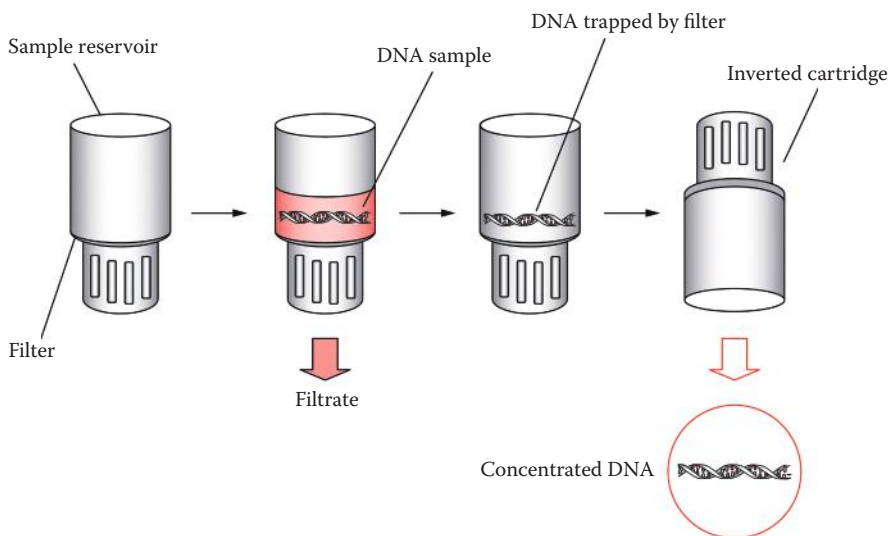 DNA trapped by filter
Sample reservoir
DNA sample
Inverted cartridge
Filter
Filtrate
Concentrated DNA